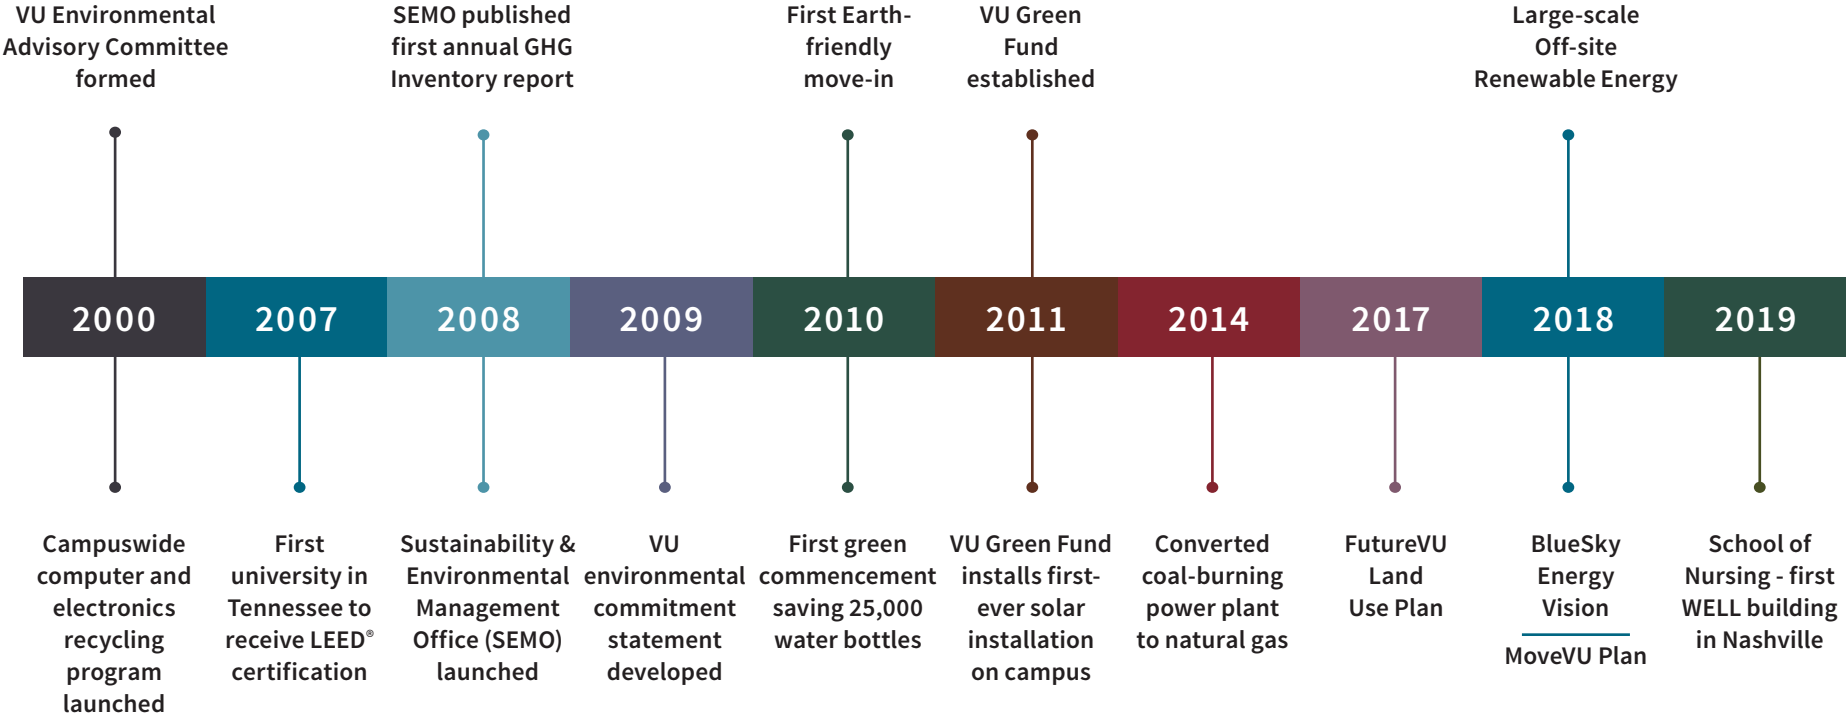 VU Environmental
Advisory Committee
formed
SEMO published
first annual GHG
Inventory report
First Earth-
friendly
move-in
VU Green
Fund
established
Large-scale
Off-site
Renewable Energy
2000
2007
2008
2009
2010
2011
2014
2017
2018
2019
Campuswide
computer and
electronics
recycling
program
launched
First
university in
Tennessee to
receive LEED®
certification
Sustainability &
Environmental
Management
Office (SEMO)
launched
VU
environmental
commitment
statement
developed
First green
commencement
saving 25,000
water bottles
VU Green Fund
installs first-
ever solar
installation
on campus
Converted
coal-burning
power plant
to natural gas
FutureVU
Land
Use Plan
BlueSky
Energy
Vision
MoveVU Plan
School of
Nursing - first
WELL building
in Nashville